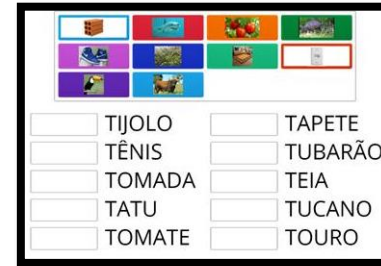 TIJOLO
TAPETE
TÊNIS
TUBARÃO
TOMADA
TEIA
TATU
TUCANO
TOMATE
TOURO